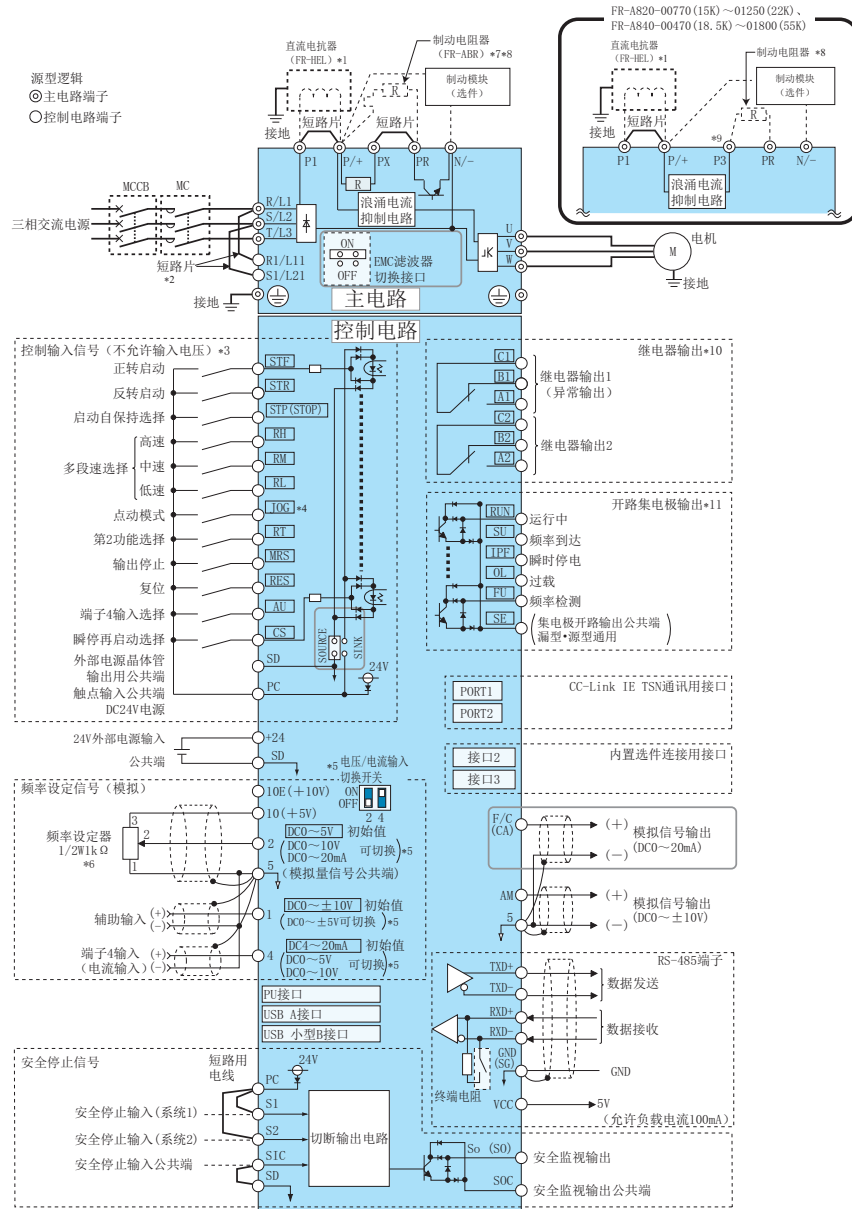 FR-A820-00770(15K)～01250(22K)、
FR-A840-00470(18.5K)～01800(55K)
直流电抗器
(FR-HEL)*1
制动电阻器 *8
制动模块
(选件)
R
接地
短路片
*9
P1
P/+
P3
PR
N/-
浪涌电流
抑制电路
源型逻辑
主电路端子
控制电路端子
直流电抗器
(FR-HEL)*1
制动电阻器
(FR-ABR)*7*8
制动模块
(选件)
R
接地
短路片
短路片
P1
P/+
PX
PR
N/-
R
浪涌电流
抑制电路
MCCB
MC
三相交流电源
R/L1
S/L2
T/L3
R1/L11
S1/L21
短路片
*2
接地
ON
OFF
EMC滤波器
切换接口
U
V
W
M
电机
接地
主电路
控制电路
控制输入信号（不允许输入电压）*3
正转启动
STF
反转启动
STR
启动自保持选择
STP(STOP)
多段速选择
高速
RH
中速
RM
低速
RL
点动模式
JOG *4
第2功能选择
RT
输出停止
MRS
复位
RES
端子4输入选择
AU
瞬停再启动选择
CS
SOURCE
SINK
外部电源晶体管
输出用公共端
SD
触点输入公共端
DC24V电源
PC
24V
24V外部电源输入
+24
公共端
SD
继电器输出*10
C1
B1
A1
继电器输出1
(异常输出)
C2
B2
A2
继电器输出2
开路集电极输出*11
RUN
运行中
SU
频率到达
IPF
瞬时停电
OL
过载
FU
频率检测
SE
(集电极开路输出公共端
漏型•源型通用)
CC-Link IE TSN通讯用接口
PORT1
PORT2
内置选件连接用接口
接口2
接口3
频率设定信号（模拟）
*5 电压/电流输入
切换开关
ON
OFF
2 4
10E(＋10V)
10(＋5V)
频率设定器
1/2W1kΩ
*6
3
2
1
2
DC0～5V 初始值
(DC0～10V
DC0～20mA 可切换)*5
5
(模拟量信号公共端)
辅助输入 (+)
(-)
1
DC0～±10V 初始值
(DC0～±5V可切换)*5
端子4输入 (+)
(电流输入)(-)
4
DC4～20mA 初始值
(DC0～5V
DC0～10V 可切换)*5
F/C
(CA)
(+)
(-)
模拟信号输出
(DC0～20mA)
AM
5
(+)
(-)
模拟信号输出
(DC0～±10V)
PU接口
USB A接口
USB 小型B接口
RS-485端子
TXD+
TXD-
数据发送
RXD+
RXD-
数据接收
GND
(SG)
GND
终端电阻
VCC
5V
(允许负载电流100mA)
安全停止信号
短路用
电线
PC
24V
安全停止输入(系统1)
S1
安全停止输入(系统2)
S2
安全停止输入公共端
SIC
SD
切断输出电路
So (SO)
安全监视输出
SOC
安全监视输出公共端